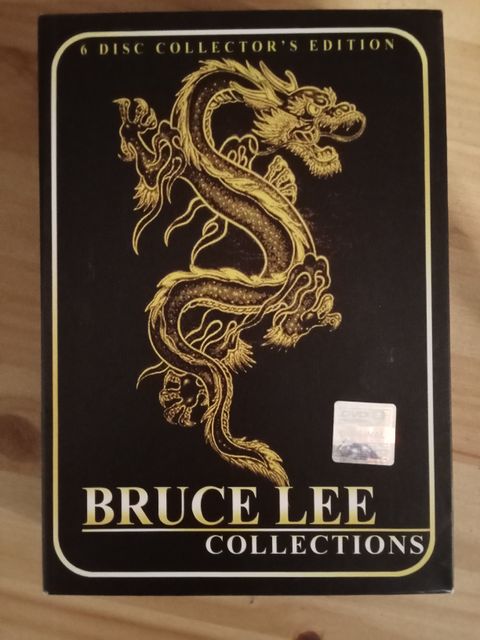 6 DISC COLLECTOR'S EDITION
BRUCE LEE
COLLECTIONS